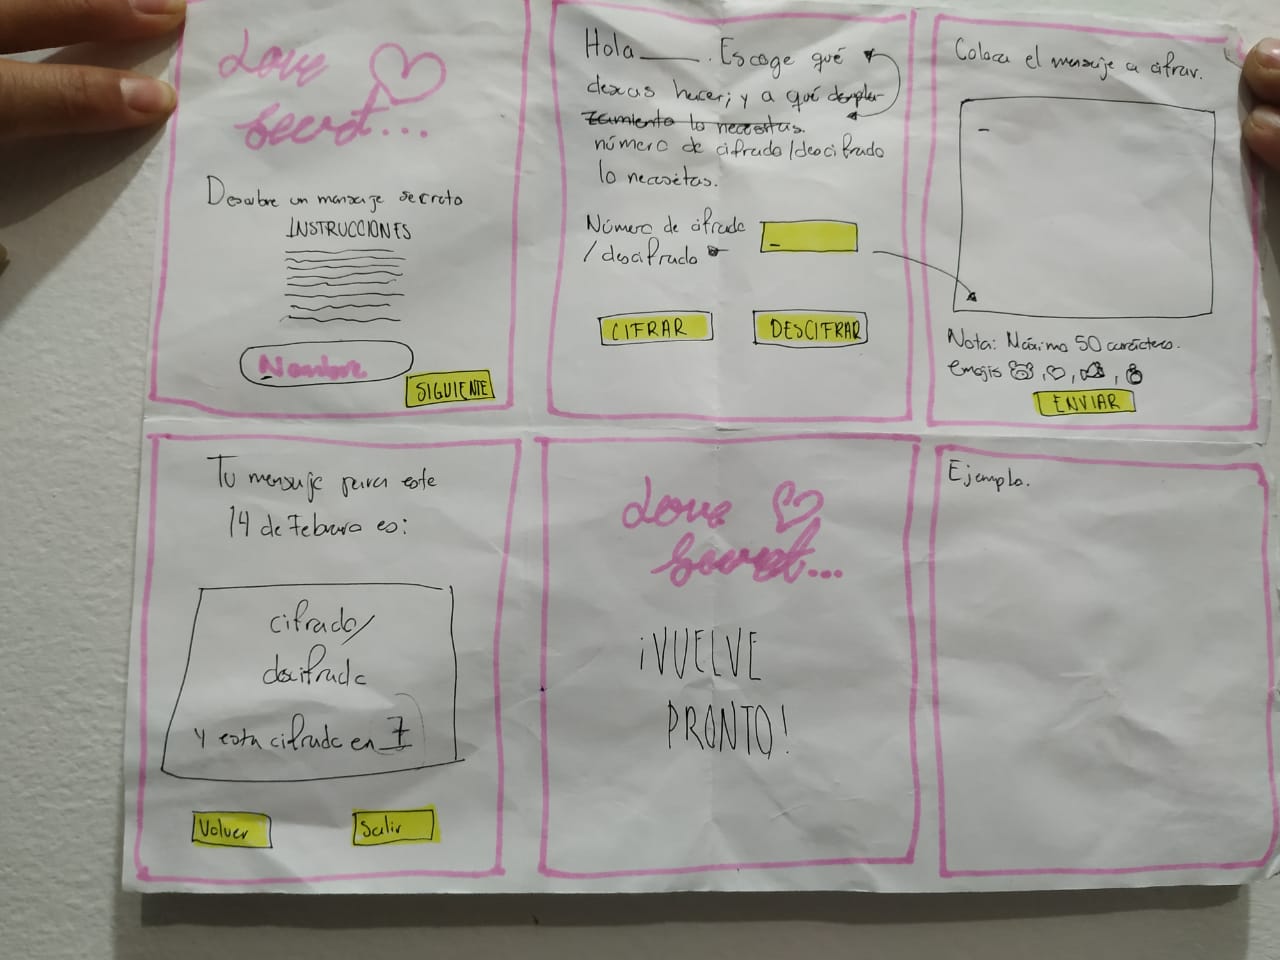 Love
Secret...
Descubre un mensaje secreto
INSTRUCCIONES
Nombre
SIGUIENTE
Hola ____. Escoge qué
deseas hacer; y a qué despla-
zamiento lo necesitas.
número de cifrado/descifrado
lo necesitas.
Número de cifrado
/descifrado
CIFRAR
DESCIFRAR
Coloca el mensaje a cifrar.
Nota: Máximo 50 carácteres.
emojis
ENVIAR
Tu mensaje para este
14 de Febrero es:
cifrado/
descifrado
y esta cifrado en 7
Volver
Salir
Love
Secret...
¡VUELVE
PRONTO!
Ejemplo.